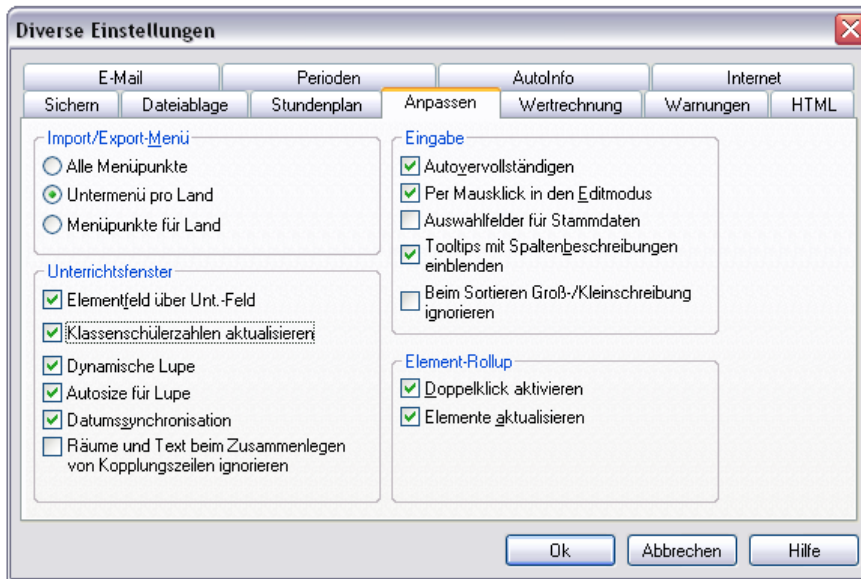 Diverse Einstellungen
E-Mail
Perioden
AutoInfo
Internet
Sichern
Dateiablage
Stundenplan
Anpassen
Wertrechnung
Warnungen
HTML
Import/Export-Menü
Alle Menüpunkte
Untermenü pro Land
Menüpunkte für Land
Unterrichtsfenster
Elementfeld über Unt.-Feld
Klassenschülerzahlen aktualisieren
Dynamische Lupe
Autosize für Lupe
Datumssynchronisation
Räume und Text beim Zusammenlegen
von Kopplungszeilen ignorieren
Eingabe
Autovervollständigen
Per Mausklick in den Editmodus
Auswahlfelder für Stammdaten
Tooltips mit Spaltenbeschreibungen
einblenden
Beim Sortieren Groß-/Kleinschreibung
ignorieren
Element-Rollup
Doppelklick aktivieren
Elemente aktualisieren
Ok
Abbrechen
Hilfe